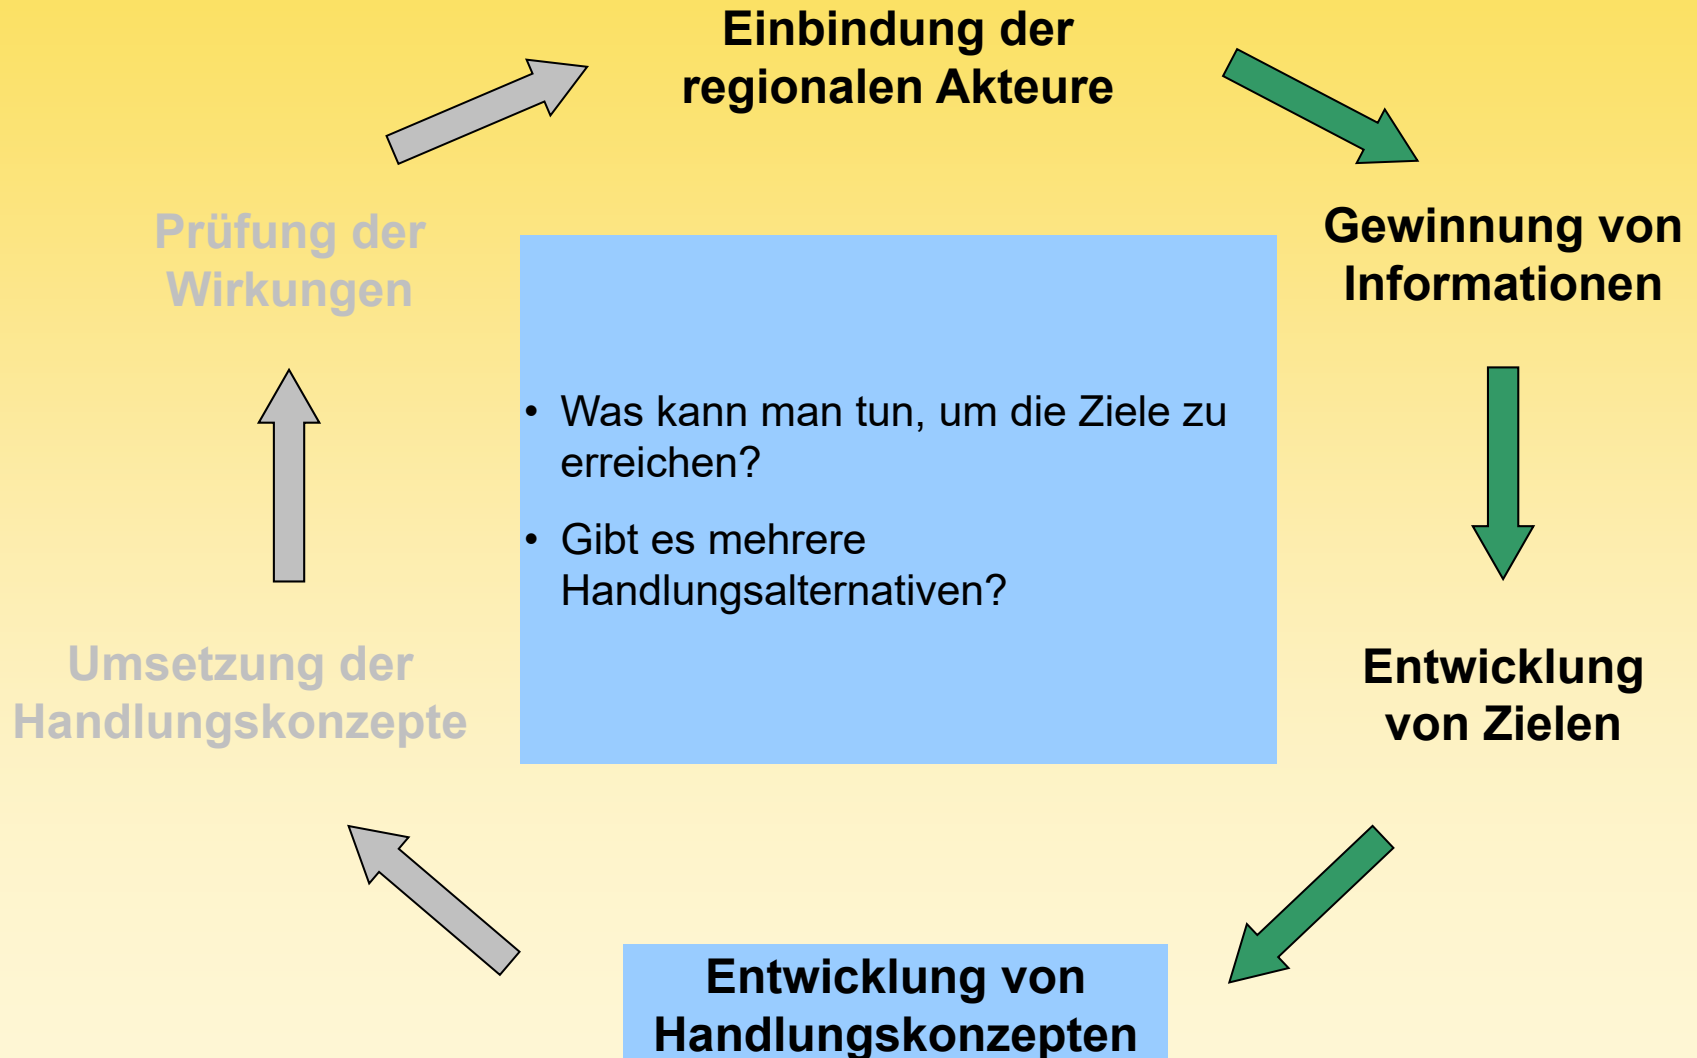 Einbindung der
regionalen Akteure
Gewinnung von
Informationen
Entwicklung
von Zielen
Entwicklung von
Handlungskonzepten
Umsetzung der
Handlungskonzepte
Prüfung der
Wirkungen
• Was kann man tun, um die Ziele zu
erreichen?
• Gibt es mehrere
Handlungsalternativen?